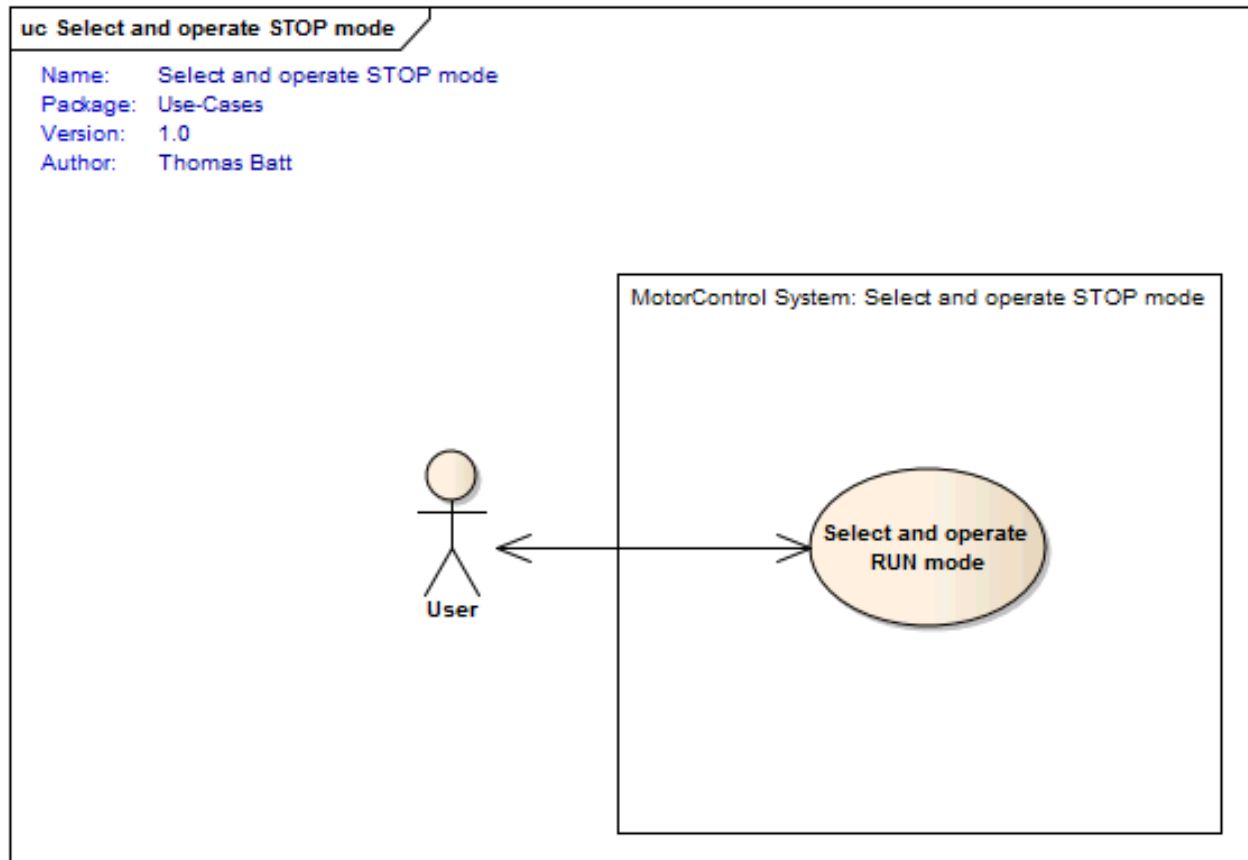 uc Select and operate STOP mode
Name: Select and operate STOP mode
Package: Use-Cases
Version: 1.0
Author: Thomas Batt
MotorControl System: Select and operate STOP mode
Select and operate
RUN mode
User